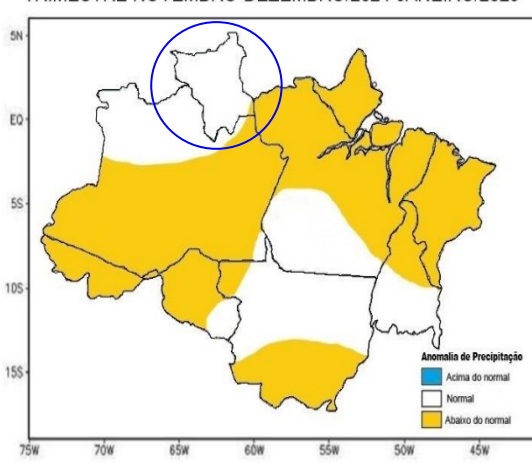 5N
EQ
5S
10S
15S
75W
70W
65W
60W
55W
50W
45W
Anomalia de Precipitação
Acima do normal
Normal
Abaixo do normal